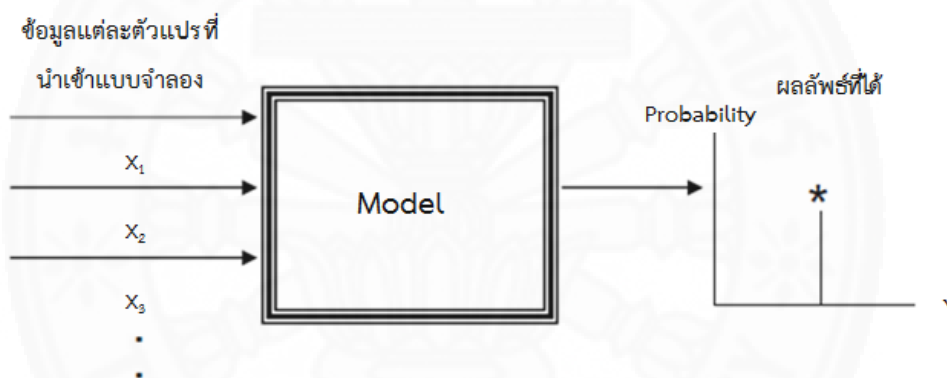 ข้อมูลแต่ละตัวแปรที่
นำเข้าแบบจำลอง
X₁
X₂
X₃
.
.
Model
ผลลัพธ์ที่ได้
Probability
*